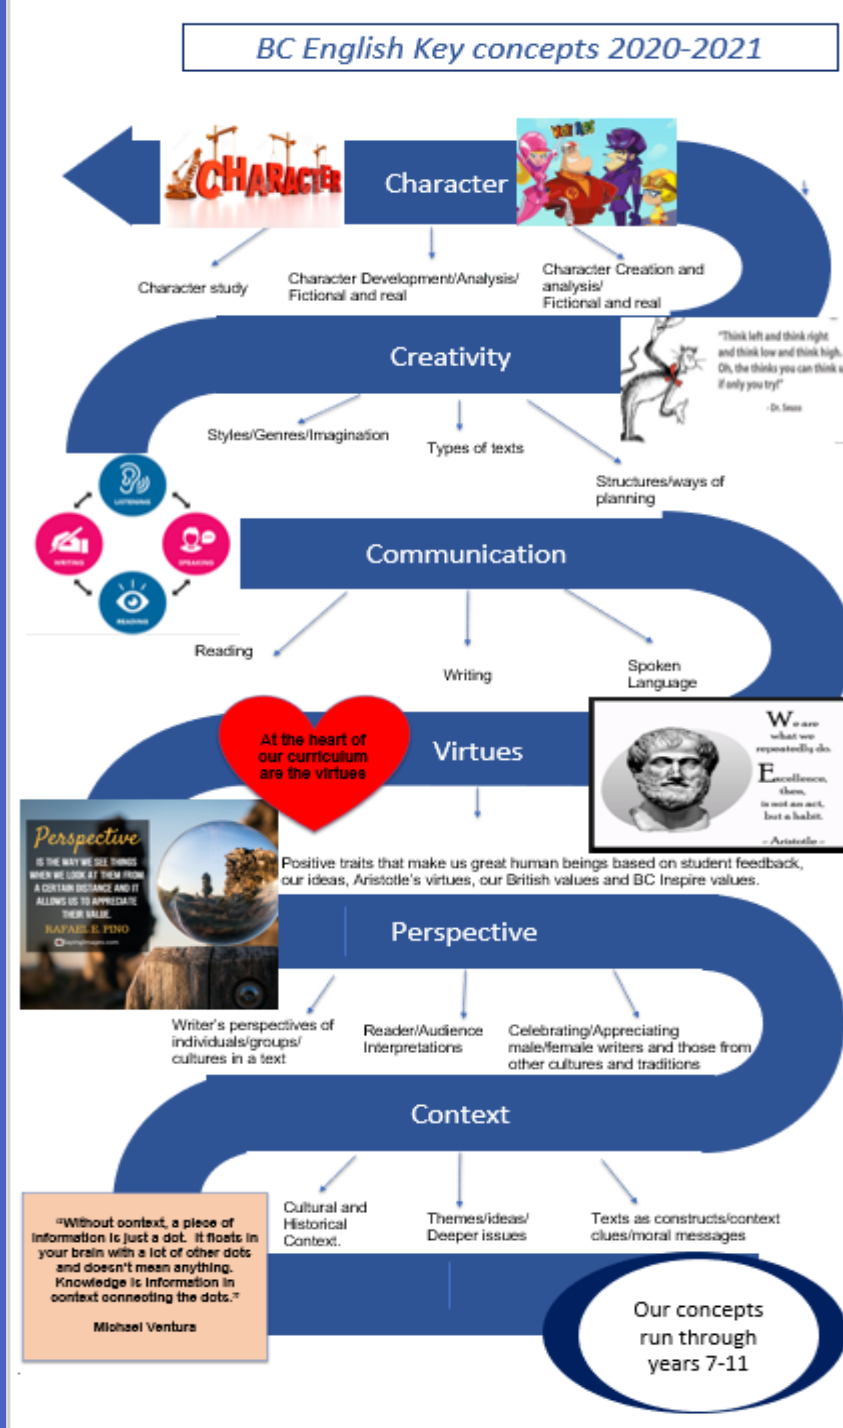 BC English Key concepts 2020-2021
CHARACTER
Character
Character study
Character Development/Analysis/
Fictional and real
Character Creation and
analysis/
Fictional and real
Creativity
"Think left and think right
and think low and think high.
Oh, the thinks you can think u
if only you try!"
- Dr. Seuss
Styles/Genres/Imagination
Types of texts
Structures/ways of
planning
LISTENING
WRITING
SPEAKING
READING
Communication
Reading
Writing
Spoken
Language
At the heart of
our curriculum
are the virtues
Virtues
We are
what we
repeatedly do.
Excellence,
then,
is not an act,
but a habit.
- Aristotle -
Perspective
IS THE WAY WE SEE THINGS
WHEN WE LOOK AT THEM FROM
A CERTAIN DISTANCE AND IT
ALLOWS US TO APPRECIATE
THEIR VALUE.
RAFAEL E. PINO
Positive traits that make us great human beings based on student feedback,
our ideas, Aristotle's virtues, our British values and BC Inspire values.
Perspective
Writer's perspectives of
individuals/groups/
cultures in a text
Reader/Audience
Interpretations
Celebrating/Appreciating
male/female writers and those from
other cultures and traditions
Context
Cultural and
Historical
Context.
Themes/ideas/
Deeper issues
Texts as constructs/context
clues/moral messages
"Without context, a piece of
information is just a dot. It floats in
your brain with a lot of other dots
and doesn't mean anything.
Knowledge is information in
context connecting the dots."
Michael Ventura
Our concepts
run through
years 7-11